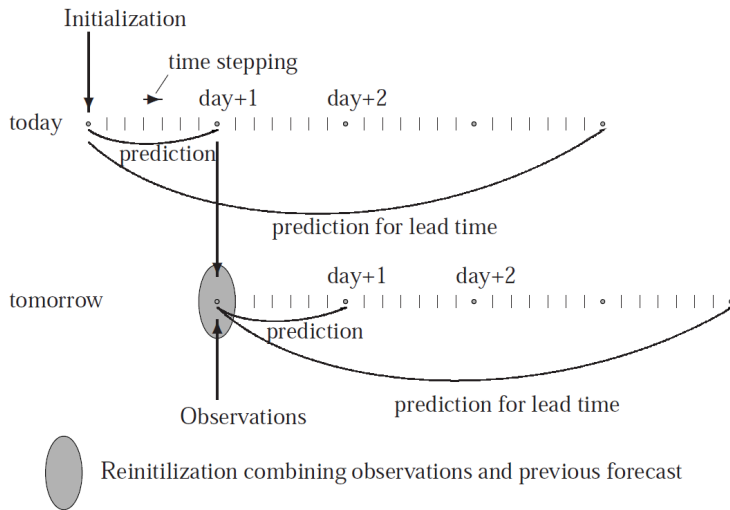 Initialization
time stepping
day+1 day+2
today
prediction
prediction for lead time
day+1 day+2
tomorrow
prediction
prediction for lead time
Observations
Reinitilization combining observations and previous forecast